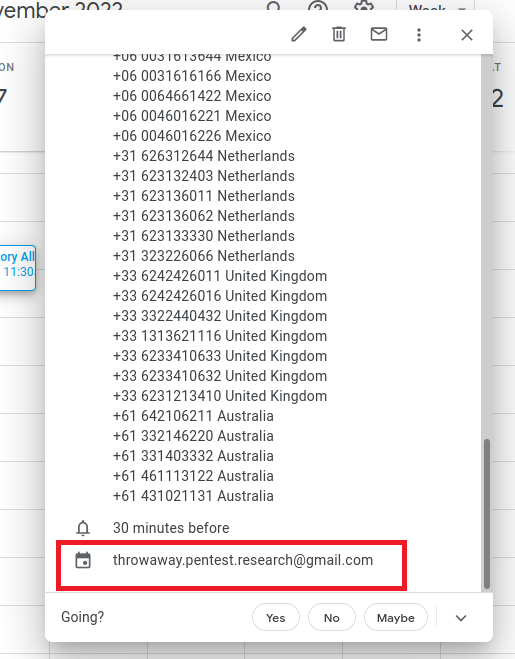 vember 2022
Week
+06 0031613644 Mexico
+06 0031616166 Mexico
+06 0064661422 Mexico
+06 0046016221 Mexico
+06 0046016226 Mexico
+31 626312644 Netherlands
+31 623132403 Netherlands
+31 623136011 Netherlands
+31 623136062 Netherlands
+31 623133330 Netherlands
+31 323226066 Netherlands
+33 6242426011 United Kingdom
+33 6242426016 United Kingdom
+33 3322440432 United Kingdom
+33 1313621116 United Kingdom
+33 6233410633 United Kingdom
+33 6233410632 United Kingdom
+33 6231213410 United Kingdom
+61 642106211 Australia
+61 332146220 Australia
+61 331403332 Australia
+61 461113122 Australia
+61 431021131 Australia
30 minutes before
throwaway.pentest.research@gmail.com
Going?
Yes
No
Maybe
ON
7
ory All
11:30
AT
2